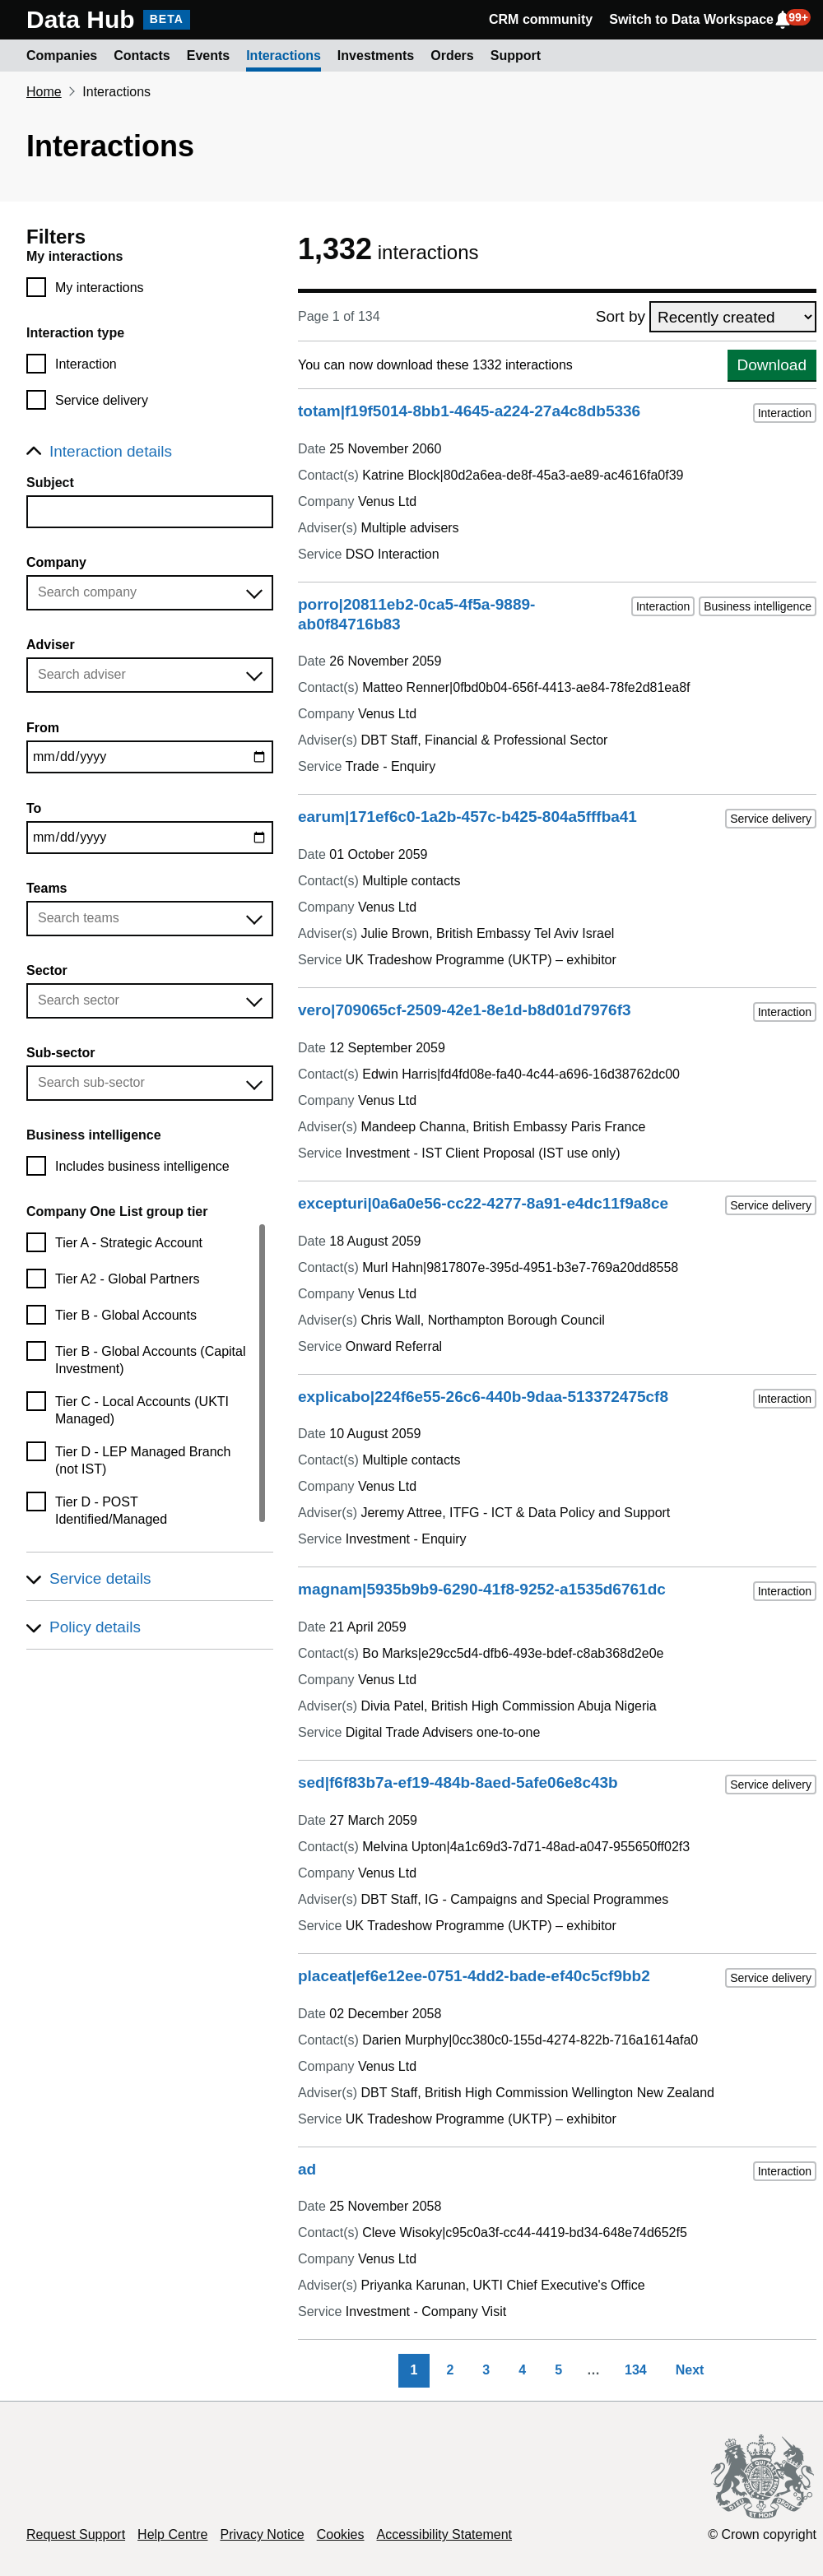 Data Hub BETA CRM community Switch to Data Workspace 99+
Companies Contacts Events Interactions Investments Orders Support
Home Interactions
Interactions
Filters
My interactions
My interactions
Interaction type
Interaction
Service delivery
Interaction details
Subject
Company
Search company
Adviser
Search adviser
From
mm/dd/yyyy
To
mm/dd/yyyy
Teams
Search teams
Sector
Search sector
Sub-sector
Search sub-sector
Business intelligence
Includes business intelligence
Company One List group tier
Tier A - Strategic Account
Tier A2 - Global Partners
Tier B - Global Accounts
Tier B - Global Accounts (Capital
Investment)
Tier C - Local Accounts (UKTI
Managed)
Tier D - LEP Managed Branch
(not IST)
Tier D - POST
Identified/Managed
Service details
Policy details
1,332 interactions
Page 1 of 134 Sort by Recently created
You can now download these 1332 interactions Download
totam|f19f5014-8bb1-4645-a224-27a4c8db5336 Interaction
Date 25 November 2060
Contact(s) Katrine Block|80d2a6ea-de8f-45a3-ae89-ac4616fa0f39
Company Venus Ltd
Adviser(s) Multiple advisers
Service DSO Interaction
porro|20811eb2-0ca5-4f5a-9889- Interaction Business intelligence
ab0f84716b83
Date 26 November 2059
Contact(s) Matteo Renner|0fbd0b04-656f-4413-ae84-78fe2d81ea8f
Company Venus Ltd
Adviser(s) DBT Staff, Financial & Professional Sector
Service Trade - Enquiry
earum|171ef6c0-1a2b-457c-b425-804a5fffba41 Service delivery
Date 01 October 2059
Contact(s) Multiple contacts
Company Venus Ltd
Adviser(s) Julie Brown, British Embassy Tel Aviv Israel
Service UK Tradeshow Programme (UKTP) – exhibitor
vero|709065cf-2509-42e1-8e1d-b8d01d7976f3 Interaction
Date 12 September 2059
Contact(s) Edwin Harris|fd4fd08e-fa40-4c44-a696-16d38762dc00
Company Venus Ltd
Adviser(s) Mandeep Channa, British Embassy Paris France
Service Investment - IST Client Proposal (IST use only)
excepturi|0a6a0e56-cc22-4277-8a91-e4dc11f9a8ce Service delivery
Date 18 August 2059
Contact(s) Murl Hahn|9817807e-395d-4951-b3e7-769a20dd8558
Company Venus Ltd
Adviser(s) Chris Wall, Northampton Borough Council
Service Onward Referral
explicabo|224f6e55-26c6-440b-9daa-513372475cf8 Interaction
Date 10 August 2059
Contact(s) Multiple contacts
Company Venus Ltd
Adviser(s) Jeremy Attree, ITFG - ICT & Data Policy and Support
Service Investment - Enquiry
magnam|5935b9b9-6290-41f8-9252-a1535d6761dc Interaction
Date 21 April 2059
Contact(s) Bo Marks|e29cc5d4-dfb6-493e-bdef-c8ab368d2e0e
Company Venus Ltd
Adviser(s) Divia Patel, British High Commission Abuja Nigeria
Service Digital Trade Advisers one-to-one
sed|f6f83b7a-ef19-484b-8aed-5afe06e8c43b Service delivery
Date 27 March 2059
Contact(s) Melvina Upton|4a1c69d3-7d71-48ad-a047-955650ff02f3
Company Venus Ltd
Adviser(s) DBT Staff, IG - Campaigns and Special Programmes
Service UK Tradeshow Programme (UKTP) – exhibitor
placeat|ef6e12ee-0751-4dd2-bade-ef40c5cf9bb2 Service delivery
Date 02 December 2058
Contact(s) Darien Murphy|0cc380c0-155d-4274-822b-716a1614afa0
Company Venus Ltd
Adviser(s) DBT Staff, British High Commission Wellington New Zealand
Service UK Tradeshow Programme (UKTP) – exhibitor
ad Interaction
Date 25 November 2058
Contact(s) Cleve Wisoky|c95c0a3f-cc44-4419-bd34-648e74d652f5
Company Venus Ltd
Adviser(s) Priyanka Karunan, UKTI Chief Executive's Office
Service Investment - Company Visit
1 2 3 4 5 … 134 Next
Request Support Help Centre Privacy Notice Cookies Accessibility Statement © Crown copyright